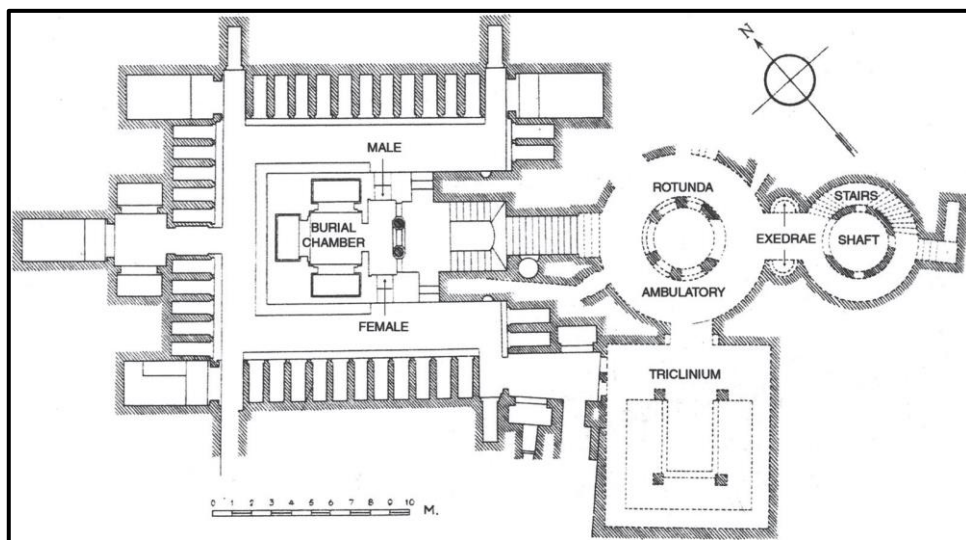 N
MALE
ROTUNDA
STAIRS
BURIAL
CHAMBER
EXEDRAE
SHAFT
AMBULATORY
FEMALE
TRICLINIUM
0 1 2 3 4 5 6 7 8 9 10 M.